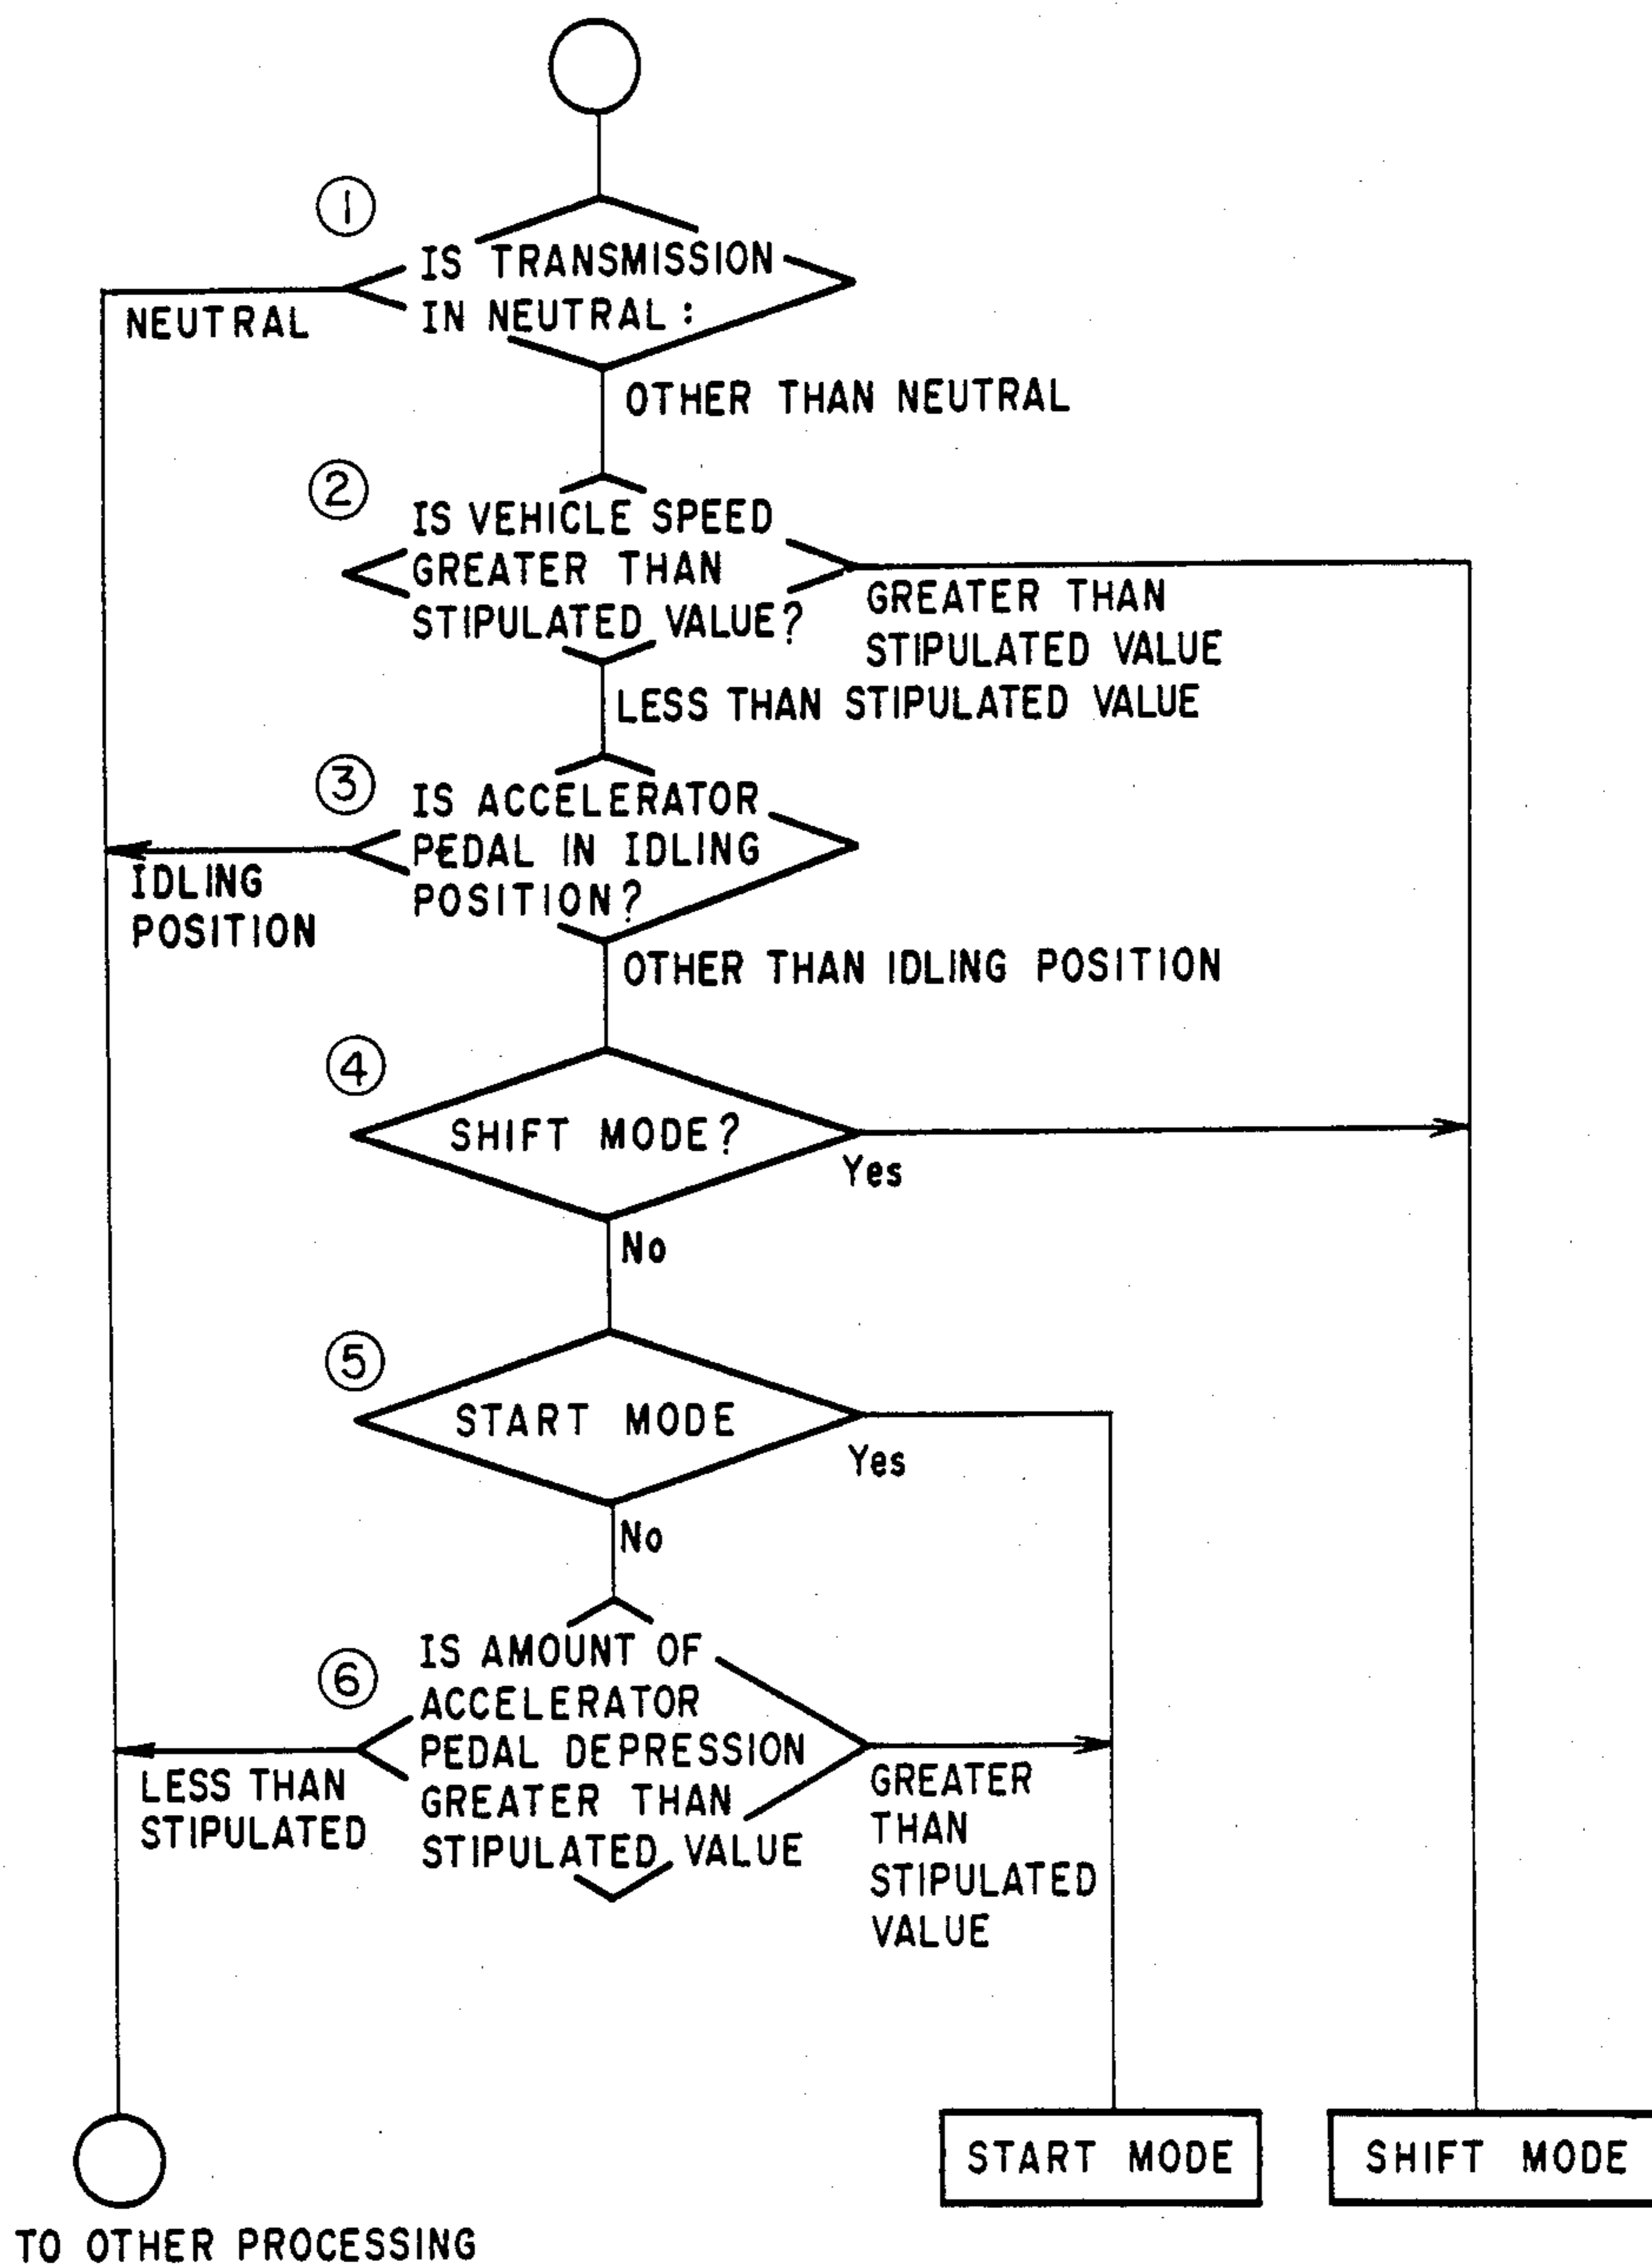 ①
IS TRANSMISSION
IN NEUTRAL:
NEUTRAL
OTHER THAN NEUTRAL
②
IS VEHICLE SPEED
GREATER THAN
STIPULATED VALUE?
GREATER THAN
STIPULATED VALUE
LESS THAN STIPULATED VALUE
③
IS ACCELERATOR
PEDAL IN IDLING
POSITION?
IDLING
POSITION
OTHER THAN IDLING POSITION
④
SHIFT MODE?
Yes
No
⑤
START MODE
Yes
No
⑥
IS AMOUNT OF
ACCELERATOR
PEDAL DEPRESSION
GREATER THAN
STIPULATED VALUE
LESS THAN
STIPULATED
GREATER
THAN
STIPULATED
VALUE
START MODE
SHIFT MODE
TO OTHER PROCESSING